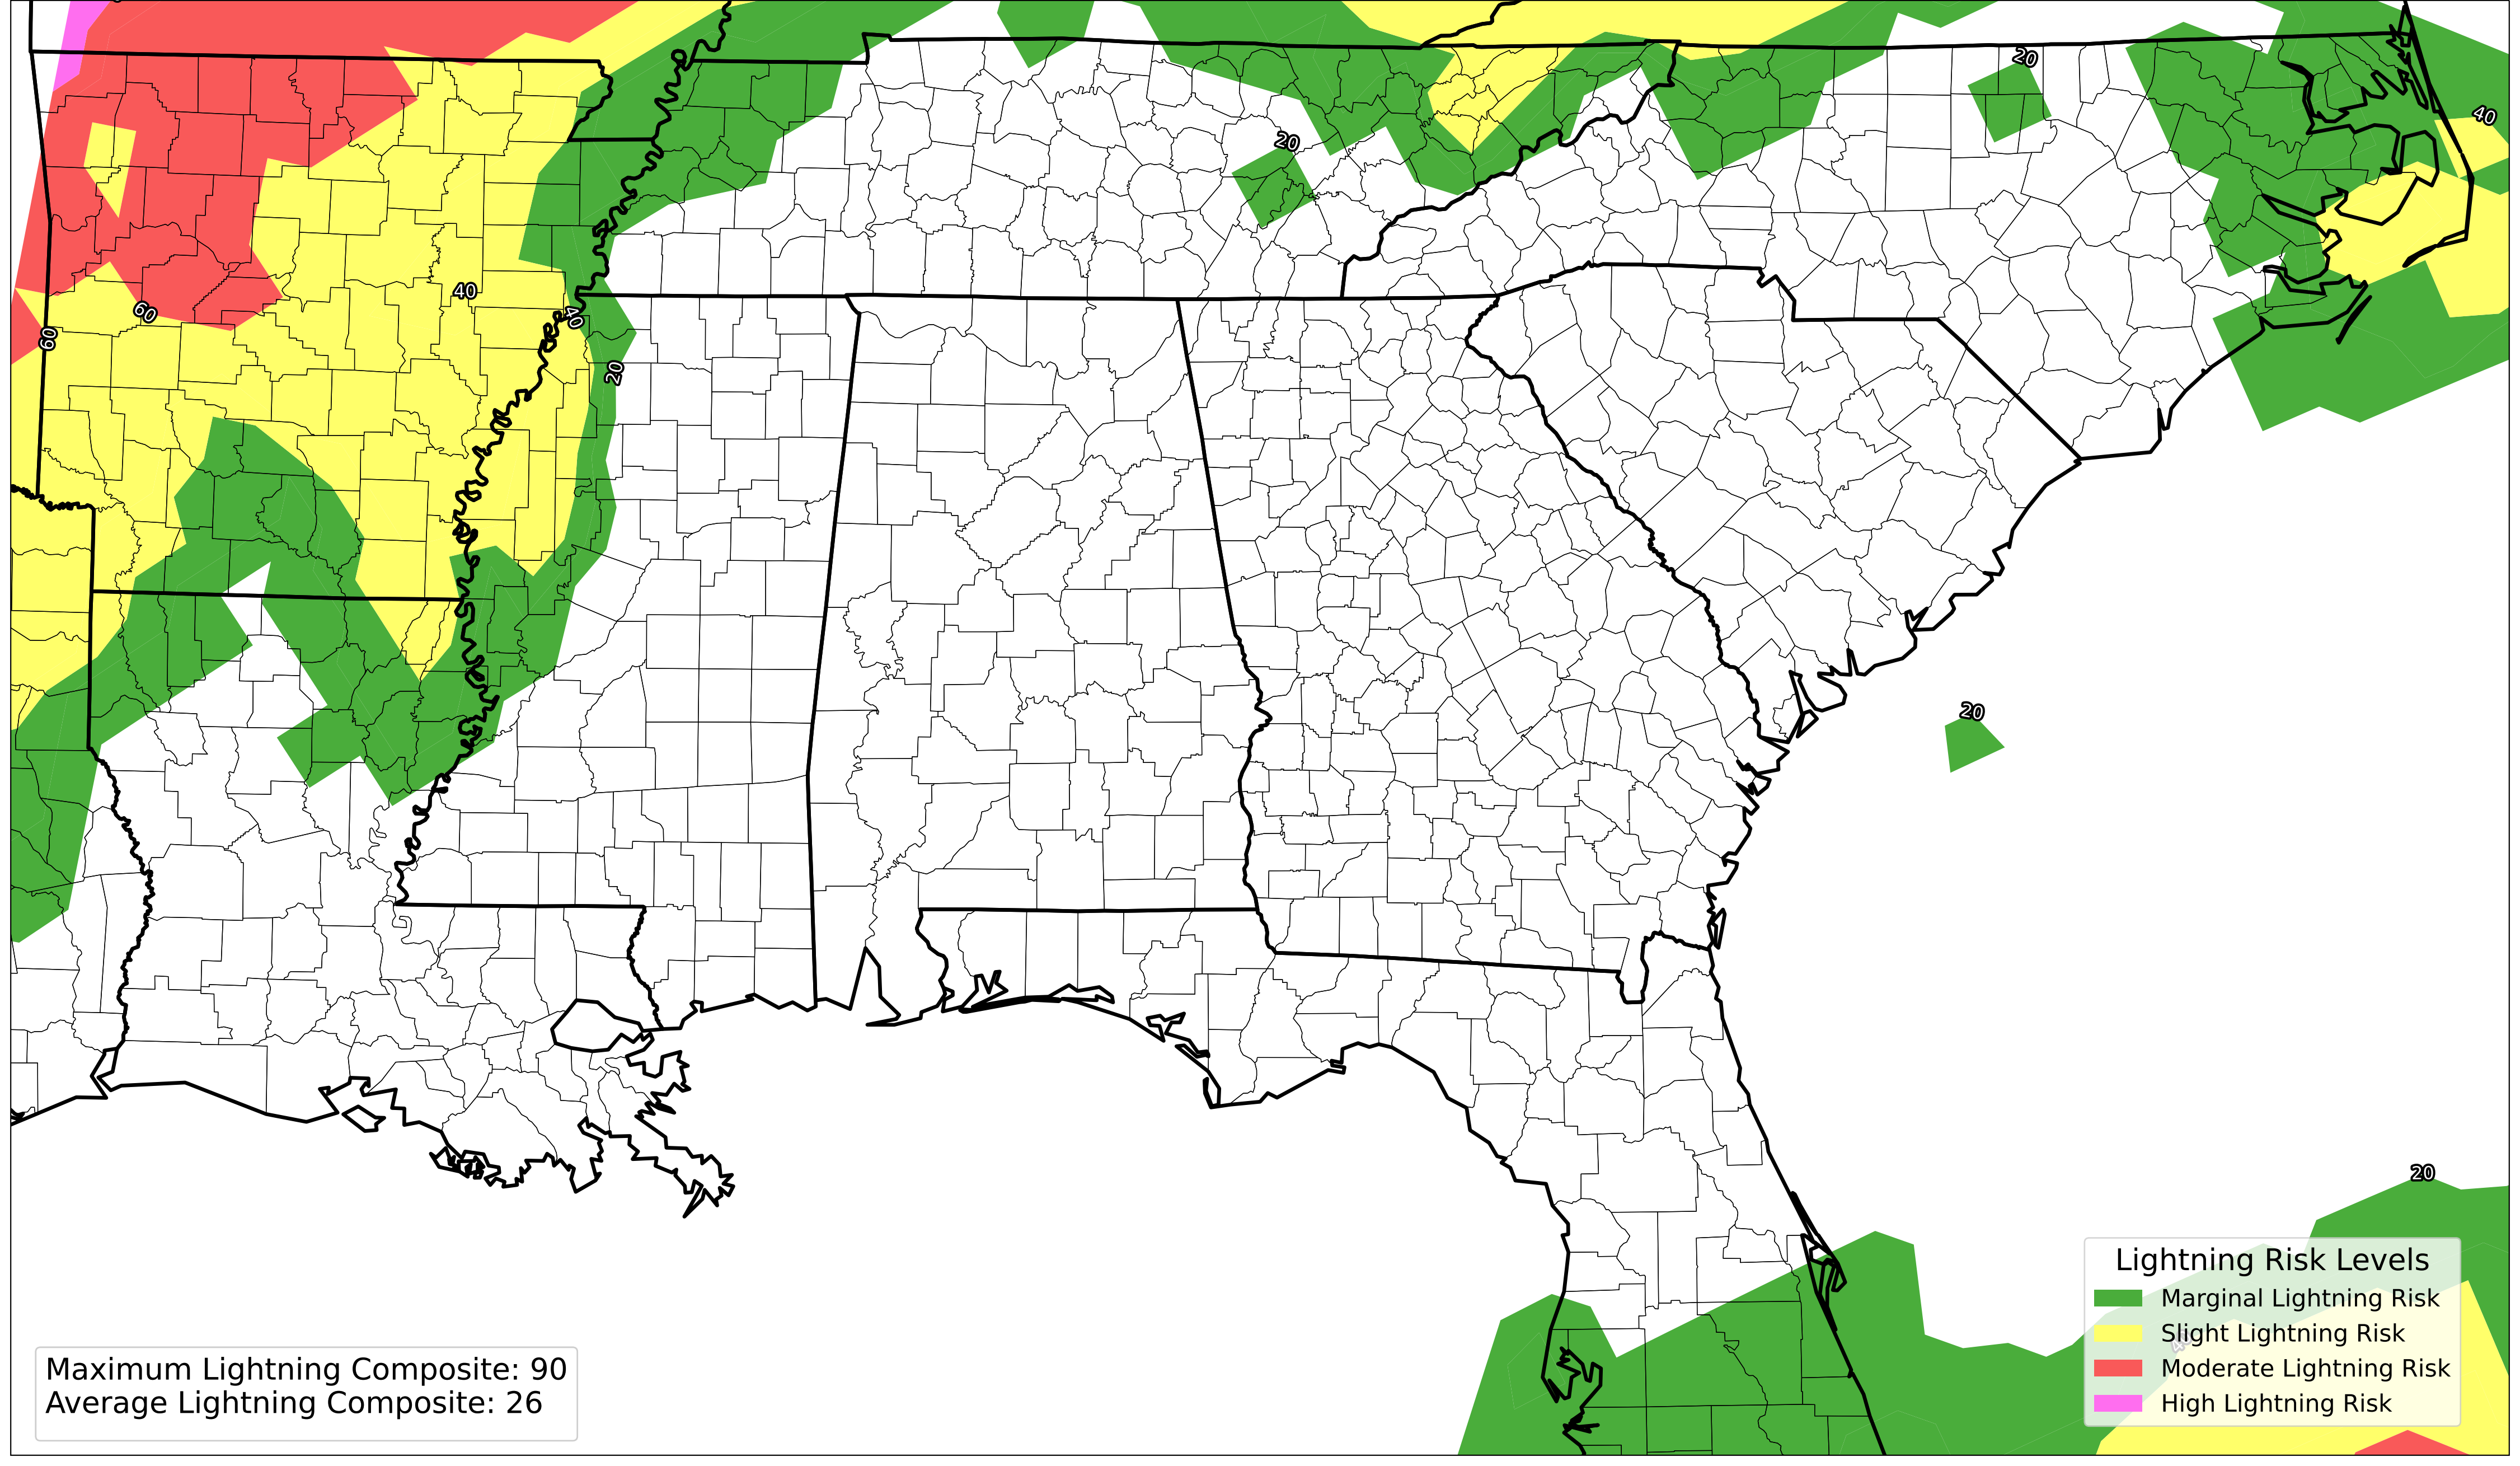 20
40
20
40
60
40
60
20
20
20
Lightning Risk Levels
Marginal Lightning Risk
Slight Lightning Risk
Moderate Lightning Risk
High Lightning Risk
Maximum Lightning Composite: 90
Average Lightning Composite: 26